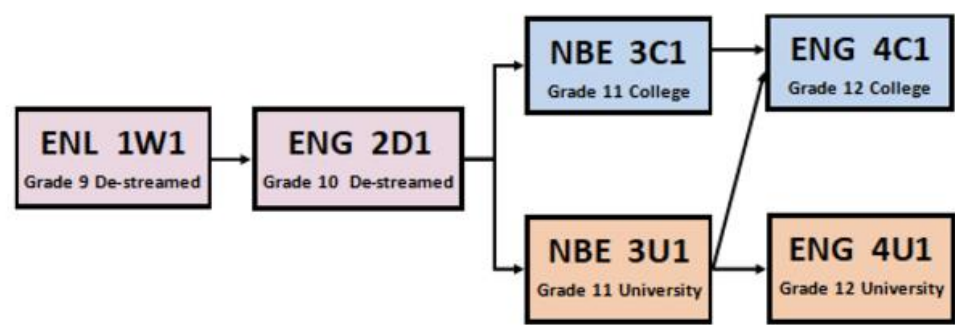 ENL 1W1
Grade 9 De-streamed
ENG 2D1
Grade 10 De-streamed
NBE 3C1
Grade 11 College
ENG 4C1
Grade 12 College
NBE 3U1
Grade 11 University
ENG 4U1
Grade 12 University